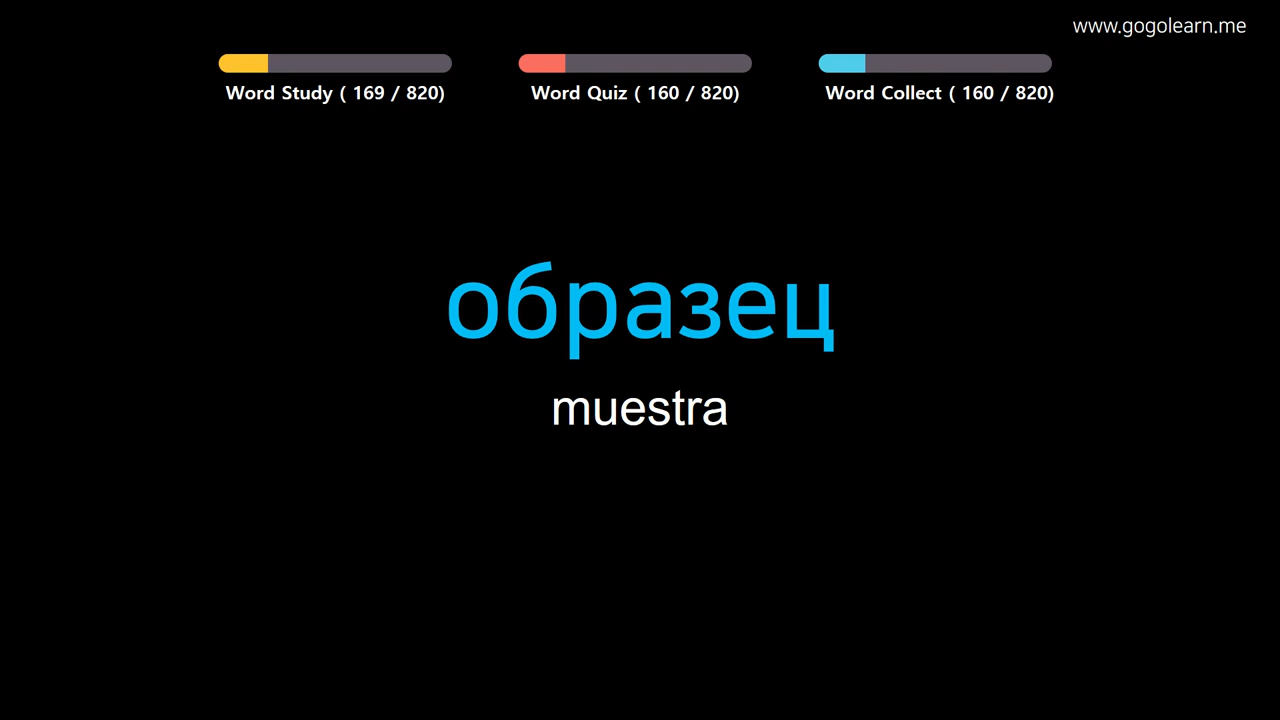 www.gogolearn.me
Word Study ( 169 / 820)
Word Quiz ( 160 / 820)
Word Collect ( 160 / 820)
образец
muestra